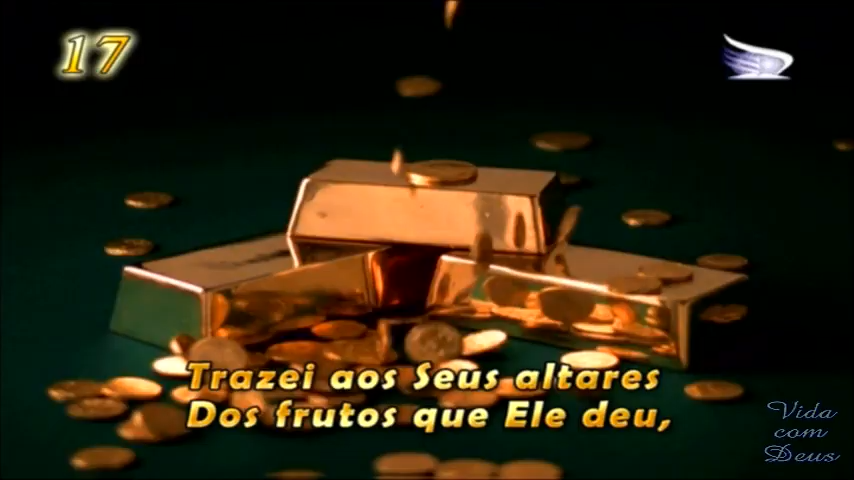 17
Trazei aos Seus altares
Dos frutos que Ele deu,
Vida
com
Deus